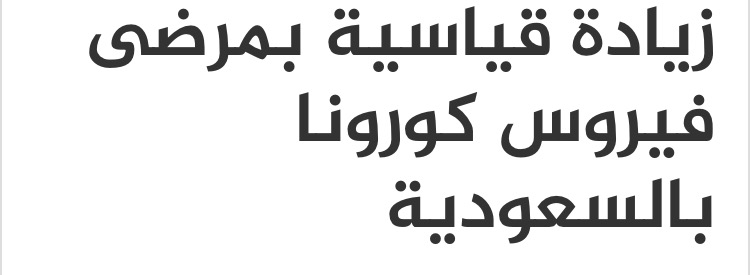 زيادة قياسية بمرضى
فيروس كورونا
بالسعودية